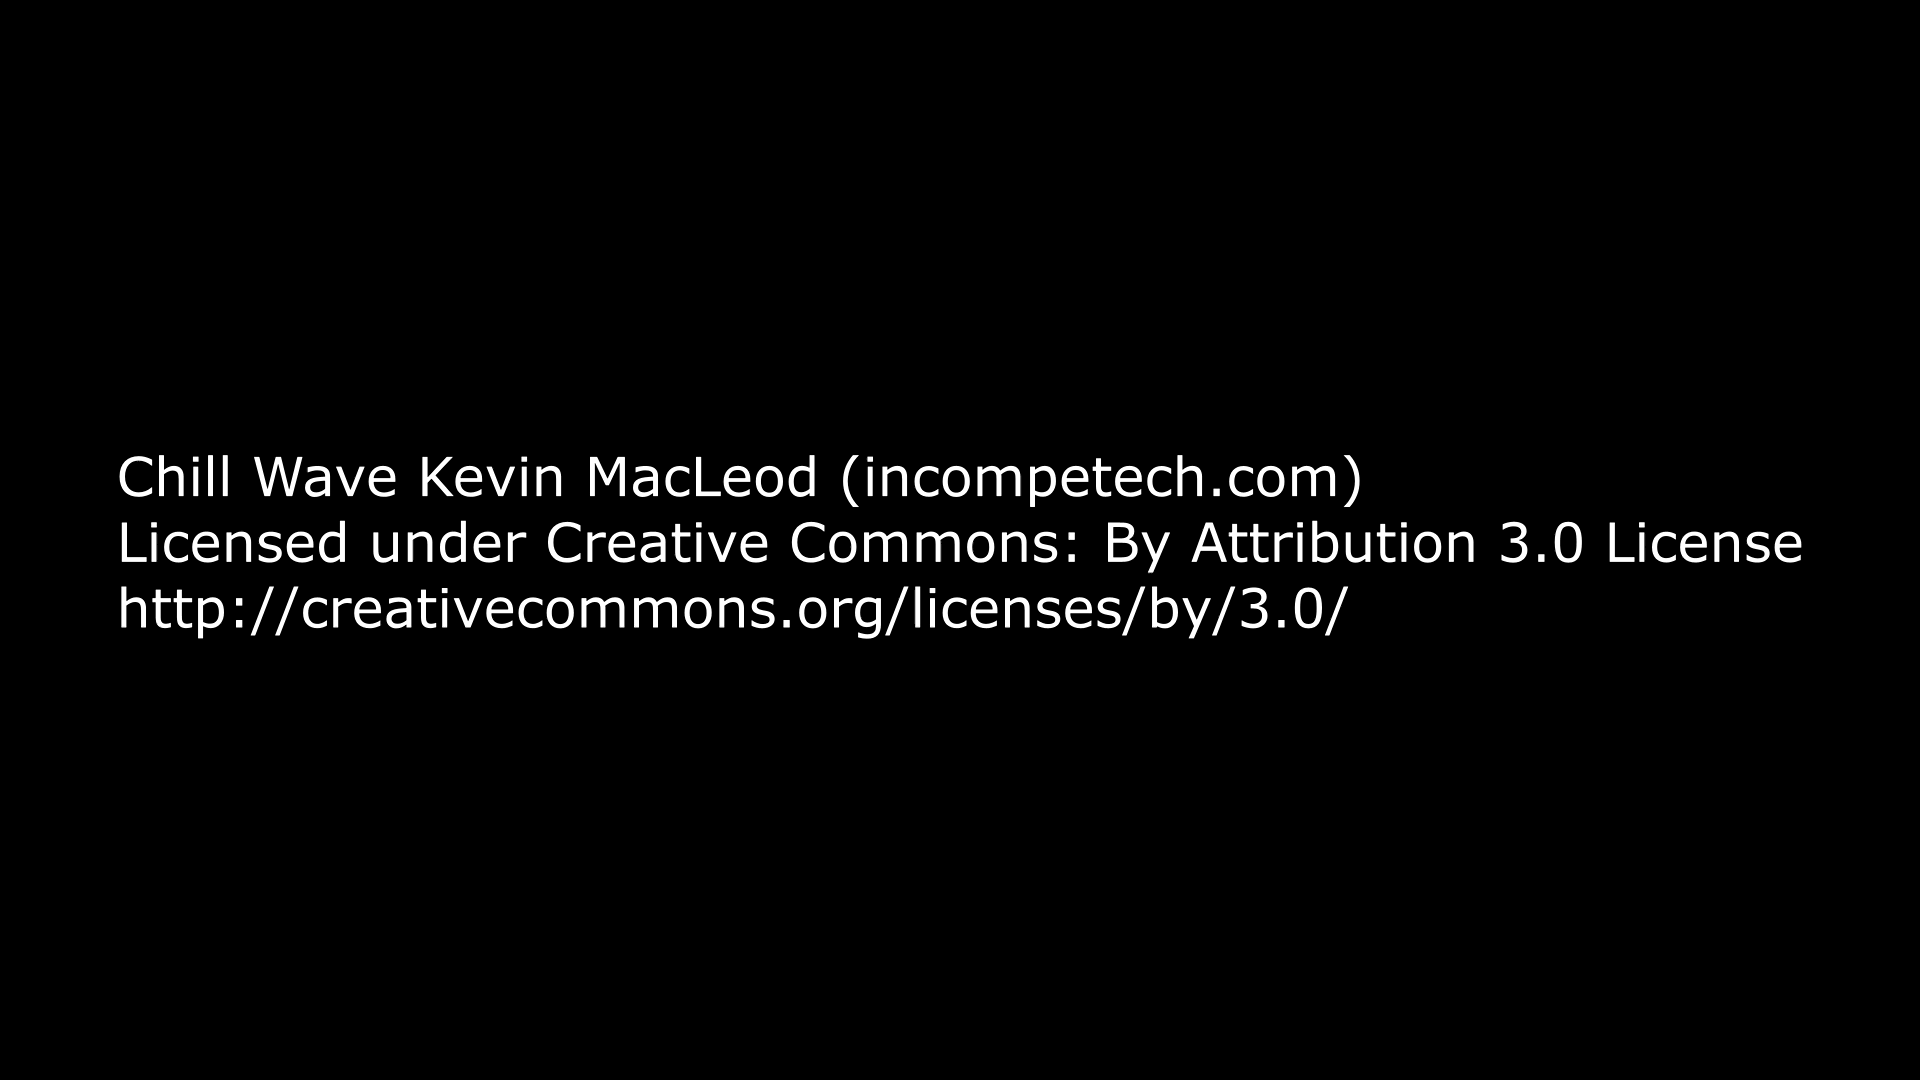 Chill Wave Kevin MacLeod (incompetech.com)
Licensed under Creative Commons: By Attribution 3.0 License
http://creativecommons.org/licenses/by/3.0/